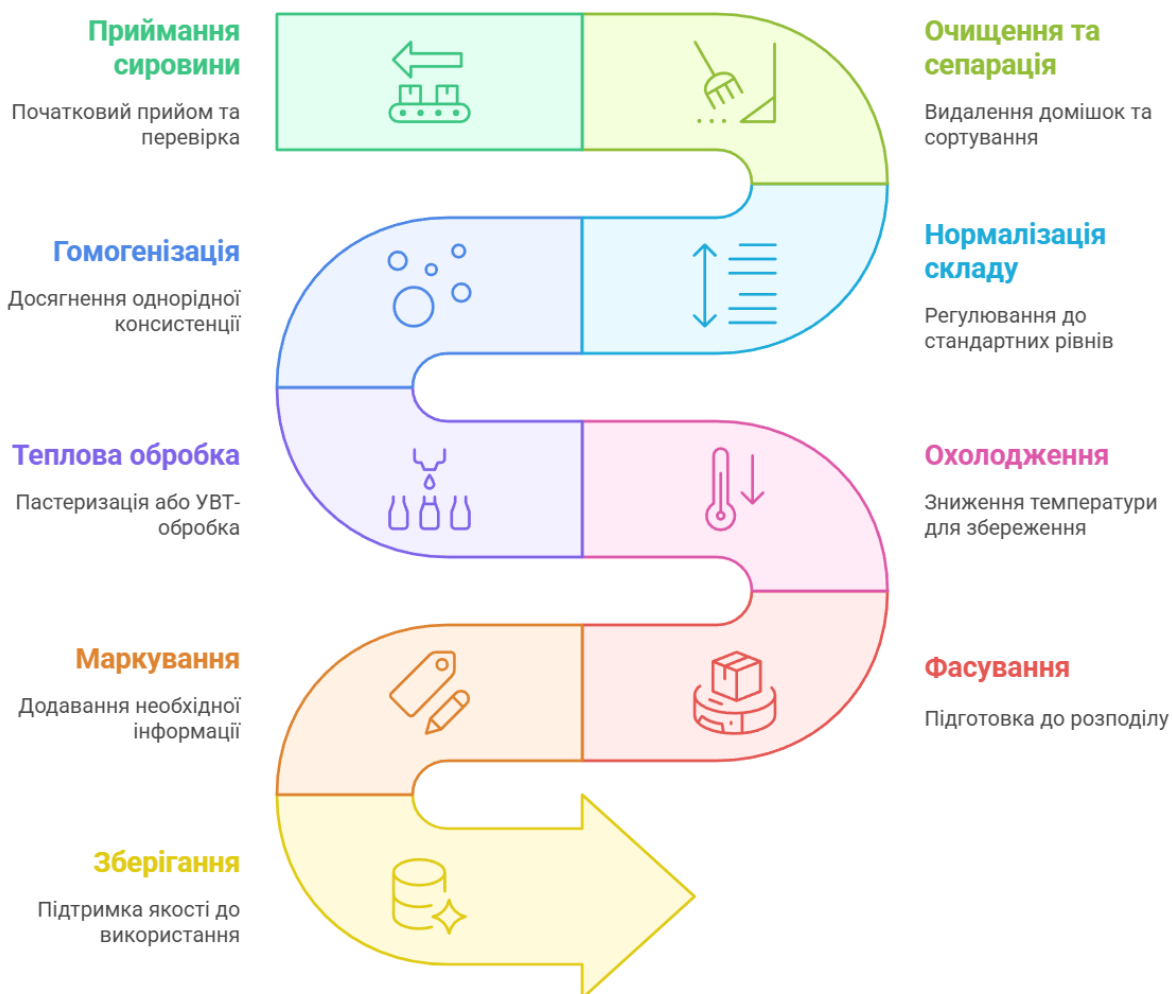 Приймання
сировини
Початковий прийом та
перевірка
Очищення та
сепарація
Видалення домішок та
сортування
Нормалізація
складу
Регулювання до
стандартних рівнів
Гомогенізація
Досягнення однорідної
консистенції
Теплова обробка
Пастеризація або УВТ-
обробка
Охолодження
Зниження температури
для збереження
Фасування
Підготовка до розподілу
Маркування
Додавання необхідної
інформації
Зберігання
Підтримка якості до
використання